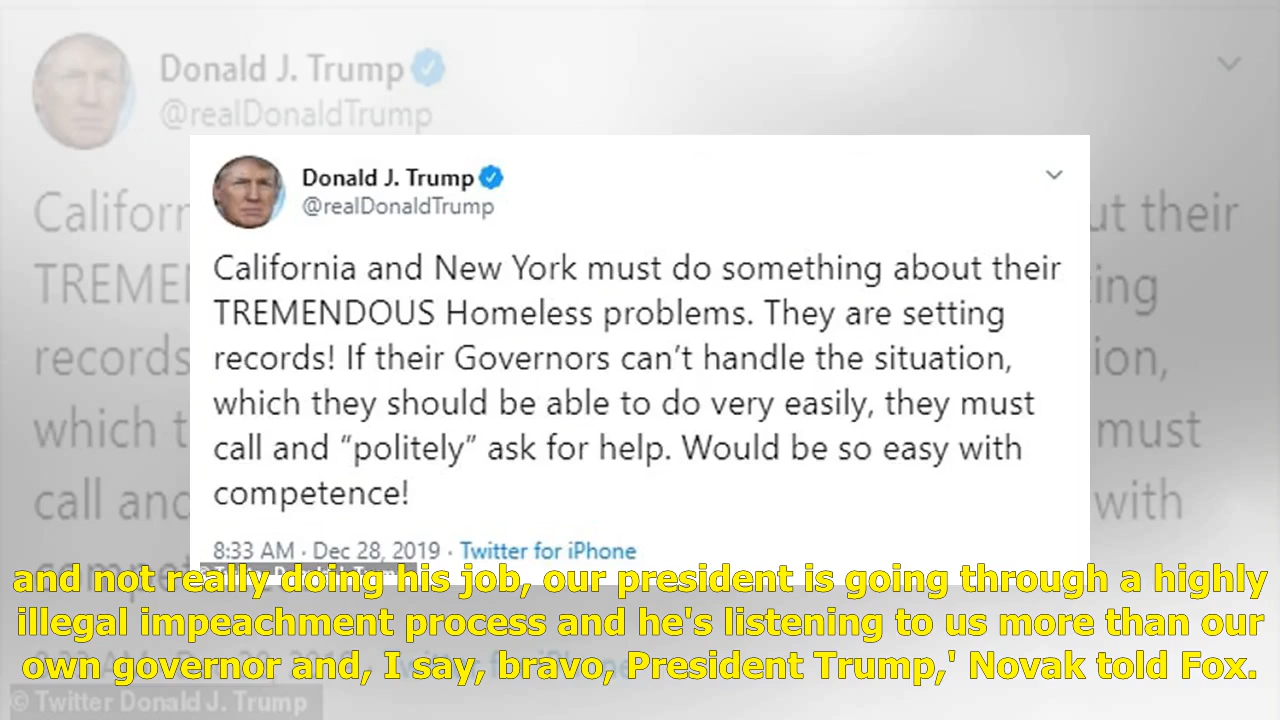 Donald J. Trump
@realDonaldTrump
Donald J. Trump
@realDonaldTrump
California and New York must do something about their
TREMENDOUS Homeless problems. They are setting
records! If their Governors can’t handle the situation,
which they should be able to do very easily, they must
call and “politely” ask for help. Would be so easy with
competence!
8:33 AM · Dec 28, 2019 · Twitter for iPhone
and not really doing his job, our president is going through a highly
illegal impeachment process and he's listening to us more than our
own governor and, I say, bravo, President Trump,' Novak told Fox.
© Twitter Donald J. Trump